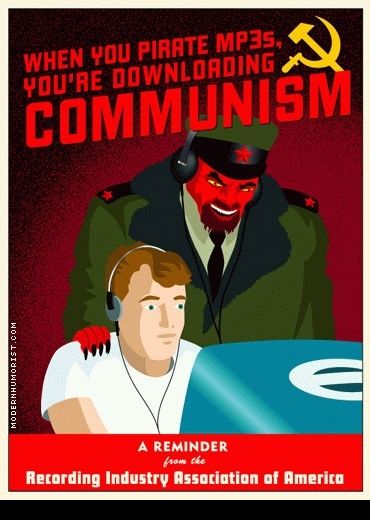 WHEN YOU PIRATE MP3s,
YOU'RE DOWNLOADING
COMMUNISM
MODERNHUMORIST.COM
A REMINDER
from the
Recording Industry Association of America